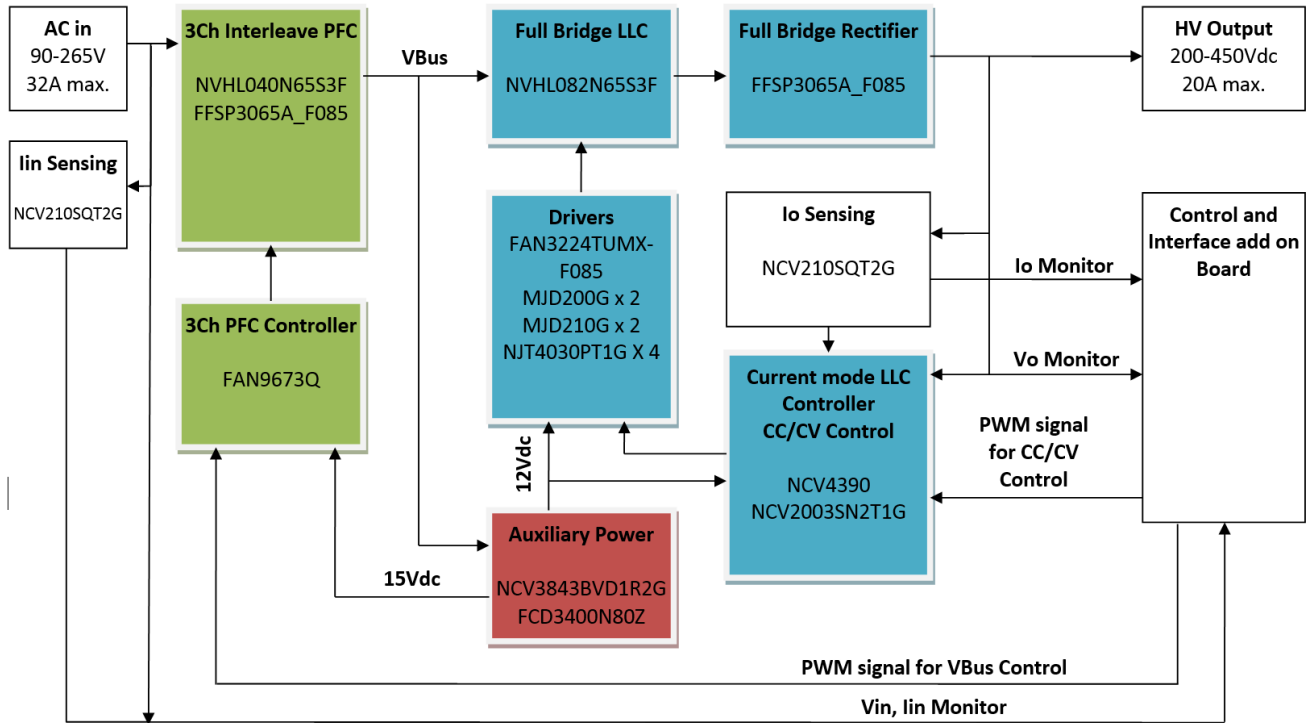 AC in
90-265V
32A max.
3Ch Interleave PFC
NVHL040N65S3F
FFSP3065A_F085
VBus
Full Bridge LLC
NVHL082N65S3F
Full Bridge Rectifier
FFSP3065A_F085
HV Output
200-450Vdc
20A max.
Iin Sensing
NCV210SQT2G
Drivers
FAN3224TUMX-
F085
MJD200G x 2
MJD210G x 2
NJT4030PT1G X 4
Io Sensing
NCV210SQT2G
Io Monitor
Control and
Interface add on
Board
3Ch PFC Controller
FAN9673Q
Vo Monitor
Current mode LLC
Controller
CC/CV Control
NCV4390
NCV2003SN2T1G
PWM signal
for CC/CV
Control
12Vdc
Auxiliary Power
NCV3843BVD1R2G
FCD3400N80Z
15Vdc
PWM signal for VBus Control
Vin, Iin Monitor